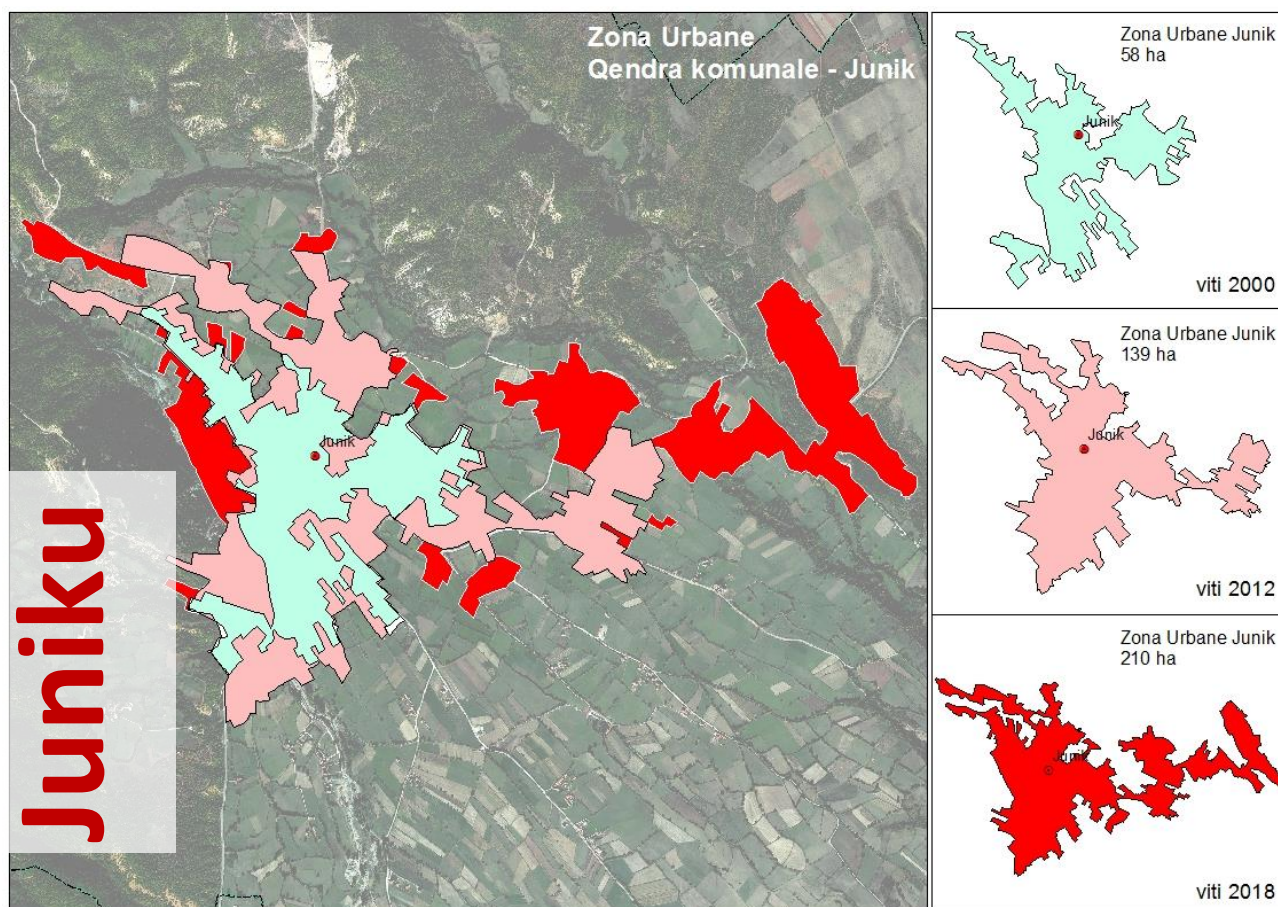 Zona Urbane
Qendra komunale - Junik
Junik
Juniku
Zona Urbane Junik
58 ha
Junik
viti 2000
Zona Urbane Junik
139 ha
Junik
viti 2012
Zona Urbane Junik
210 ha
Junik
viti 2018